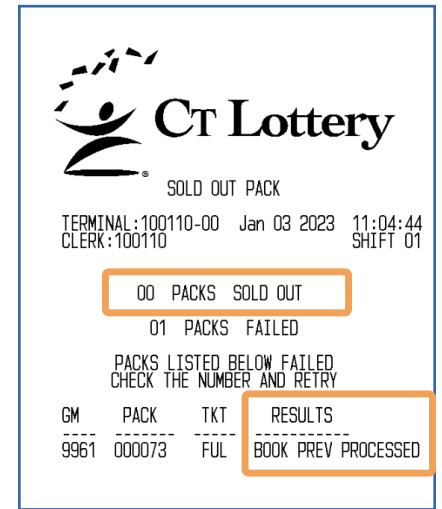 CT Lottery
®
SOLD OUT PACK
TERMINAL:100110-00 Jan 03 2023 11:04:44
CLERK:100110 SHIFT 01
00 PACKS SOLD OUT
01 PACKS FAILED
PACKS LISTED BELOW FAILED
CHECK THE NUMBER AND RETRY
GM PACK TKT RESULTS
---- ------- ----- -----------
9961 000073 FUL BOOK PREV PROCESSED